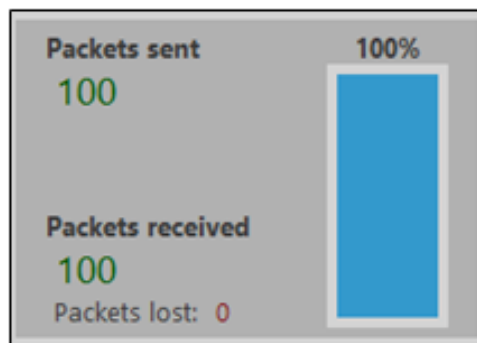 Packets sent
100%
100
Packets received
100
Packets lost: 0